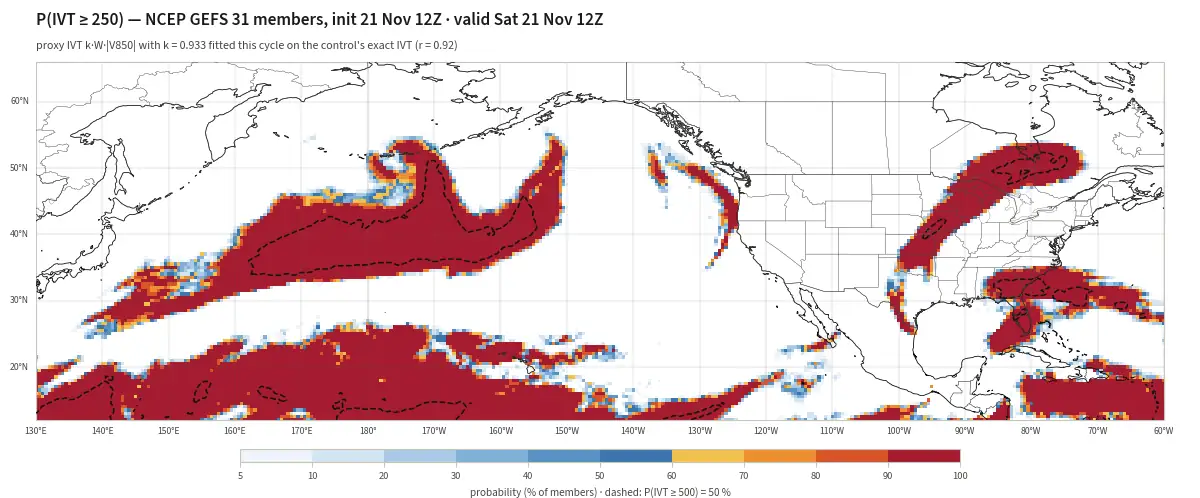 P(IVT ≥ 250) — NCEP GEFS 31 members, init 21 Nov 12Z · valid Sat 21 Nov 12Z
proxy IVT k·W·|V850| with k = 0.933 fitted this cycle on the control's exact IVT (r = 0.92)
60°N
50°N
40°N
30°N
20°N
130°E 140°E 150°E 160°E 170°E 180° 170°W 160°W 150°W 140°W 130°W 120°W 110°W 100°W 90°W 80°W 70°W 60°W
5 10 20 30 40 50 60 70 80 90 100
probability (% of members) · dashed: P(IVT ≥ 500) = 50 %